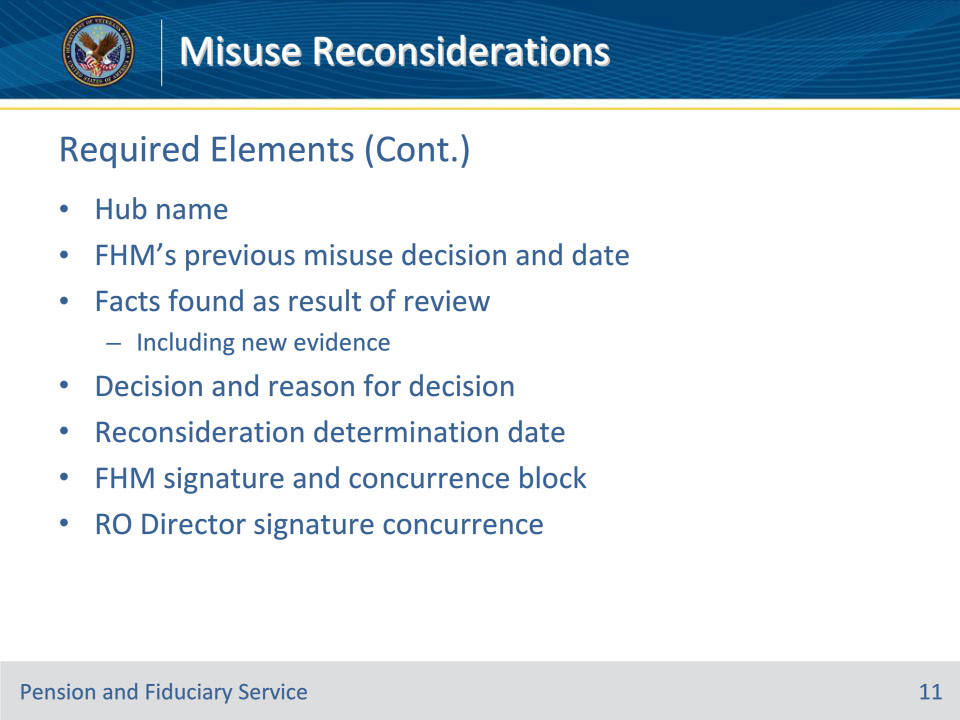 Misuse Reconsiderations
Required Elements (Cont.)
• Hub name
• FHM’s previous misuse decision and date
• Facts found as result of review
– Including new evidence
• Decision and reason for decision
• Reconsideration determination date
• FHM signature and concurrence block
• RO Director signature concurrence
Pension and Fiduciary Service
11